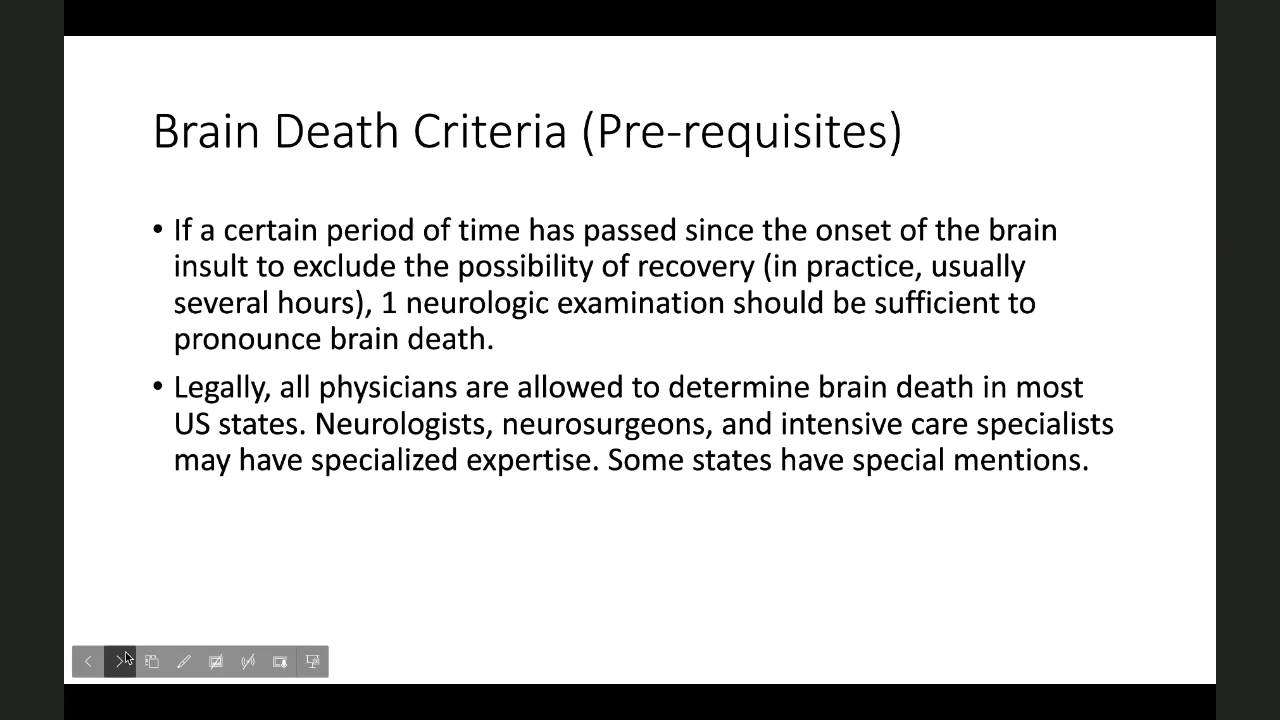 Brain Death Criteria (Pre-requisites)
• If a certain period of time has passed since the onset of the brain
insult to exclude the possibility of recovery (in practice, usually
several hours), 1 neurologic examination should be sufficient to
pronounce brain death.
• Legally, all physicians are allowed to determine brain death in most
US states. Neurologists, neurosurgeons, and intensive care specialists
may have specialized expertise. Some states have special mentions.